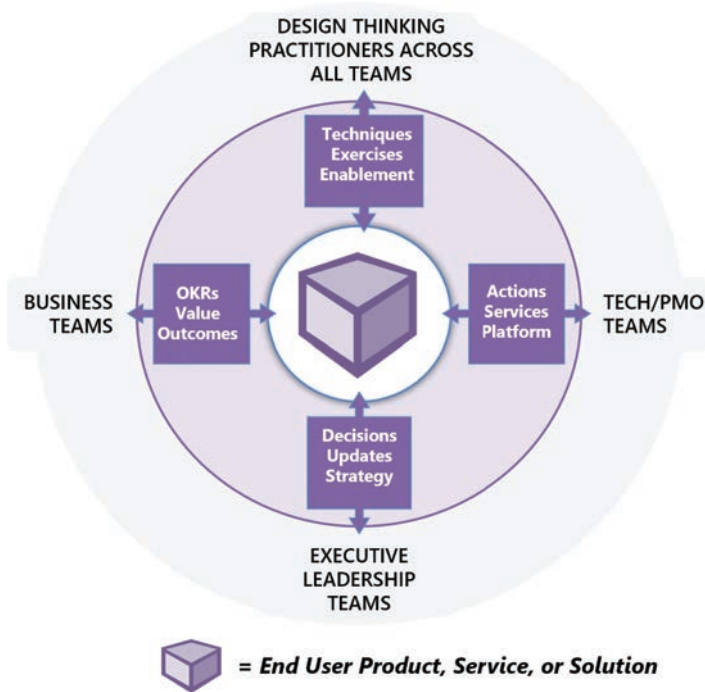 DESIGN THINKING
PRACTITIONERS ACROSS
ALL TEAMS
Techniques
Exercises
Enablement
BUSINESS
TEAMS
OKRs
Value
Outcomes
Actions
Services
Platform
TECH/PMO
TEAMS
Decisions
Updates
Strategy
EXECUTIVE
LEADERSHIP
TEAMS
= End User Product, Service, or Solution